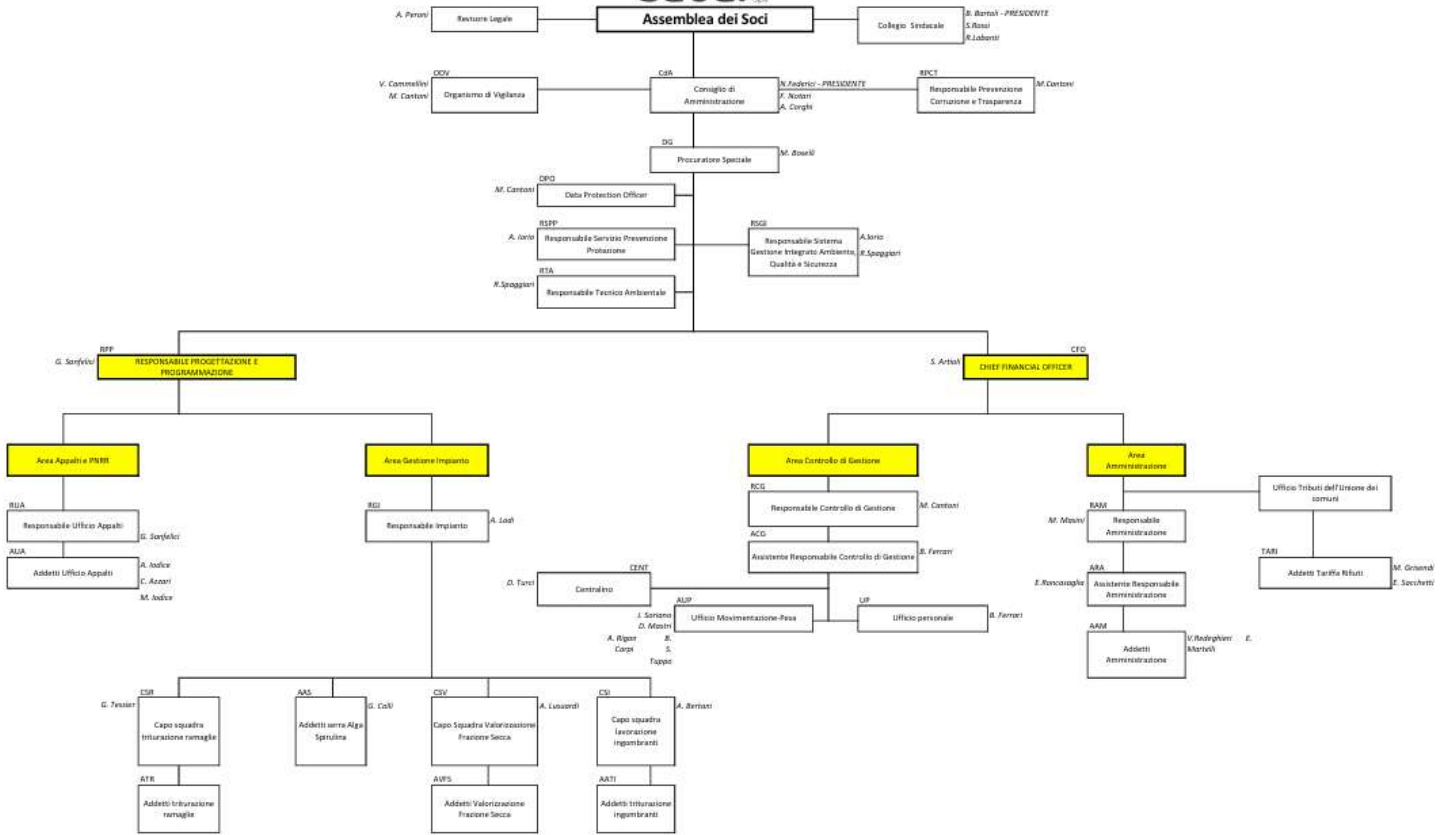 A. Peroni
Revisore Legale
Assemblea dei Soci
Collegio Sindacale
B. Bartoli - PRESIDENTE
S.Rossi
R.Labanti
ODV
V. Cammellini
M. Cantoni
Organismo di Vigilanza
CdA
Consiglio di
Amministrazione
N.Federici - PRESIDENTE
F. Notari
A. Corghi
RPCT
Responsabile Prevenzione
Corruzione e Trasparenza
M.Cantoni
DG
Procuratore Speciale
M. Boselli
DPO
M. Cantoni
Data Protection Officer
RSPP
A. Iorio
Responsabile Servizio Prevenzione
Protezione
RSGI
Responsabile Sistema
Gestione Integrato Ambiente,
Qualità e Sicurezza
A.Iorio
R.Spaggiari
RTA
R.Spaggiari
Responsabile Tecnico Ambientale
RPP
G. Sanfelici
RESPONSABILE PROGETTAZIONE E
PROGRAMMAZIONE
CFO
S. Artioli
CHIEF FINANCIAL OFFICER
Area Appalti e PNRR
Area Gestione Impianto
Area Controllo di Gestione
Area
Amministrazione
RUA
Responsabile Ufficio Appalti
G. Sanfelici
AUA
Addetti Ufficio Appalti
A. Iodice
C. Azzari
M. Iodice
RGI
Responsabile Impianto
A. Lodi
RCG
Responsabile Controllo di Gestione
M. Cantoni
ACG
Assistente Responsabile Controllo di Gestione
B. Ferrari
CENT
D. Turci
Centralino
AUP
I. Soriano
D. Mastri
A. Rigon B.
Carpi S.
Tuppo
Ufficio Movimentazione-Pesa
UP
Ufficio personale
B. Ferrari
RAM
M. Masini
Responsabile
Amministrazione
ARA
E.Roncasaglia
Assistente Responsabile
Amministrazione
AAM
Addetti
Amministrazione
V.Redeghieri E.
Martelli
Ufficio Tributi dell'Unione dei
comuni
TARI
Addetti Tariffa Rifiuti
M. Grisendi
E. Sacchetti
CSR
G. Tessier
Capo squadra
triturazione ramaglie
AAS
Addetti serra Alga
Spirulina
G. Calli
CSV
Capo Squadra Valorizzazione
Frazione Secca
A. Lusuardi
CSI
Capo squadra
lavorazione
ingombranti
A. Bertani
ATR
Addetti triturazione
ramaglie
AVFS
Addetti Valorizzazione
Frazione Secca
AATI
Addetti triturazione
ingombranti